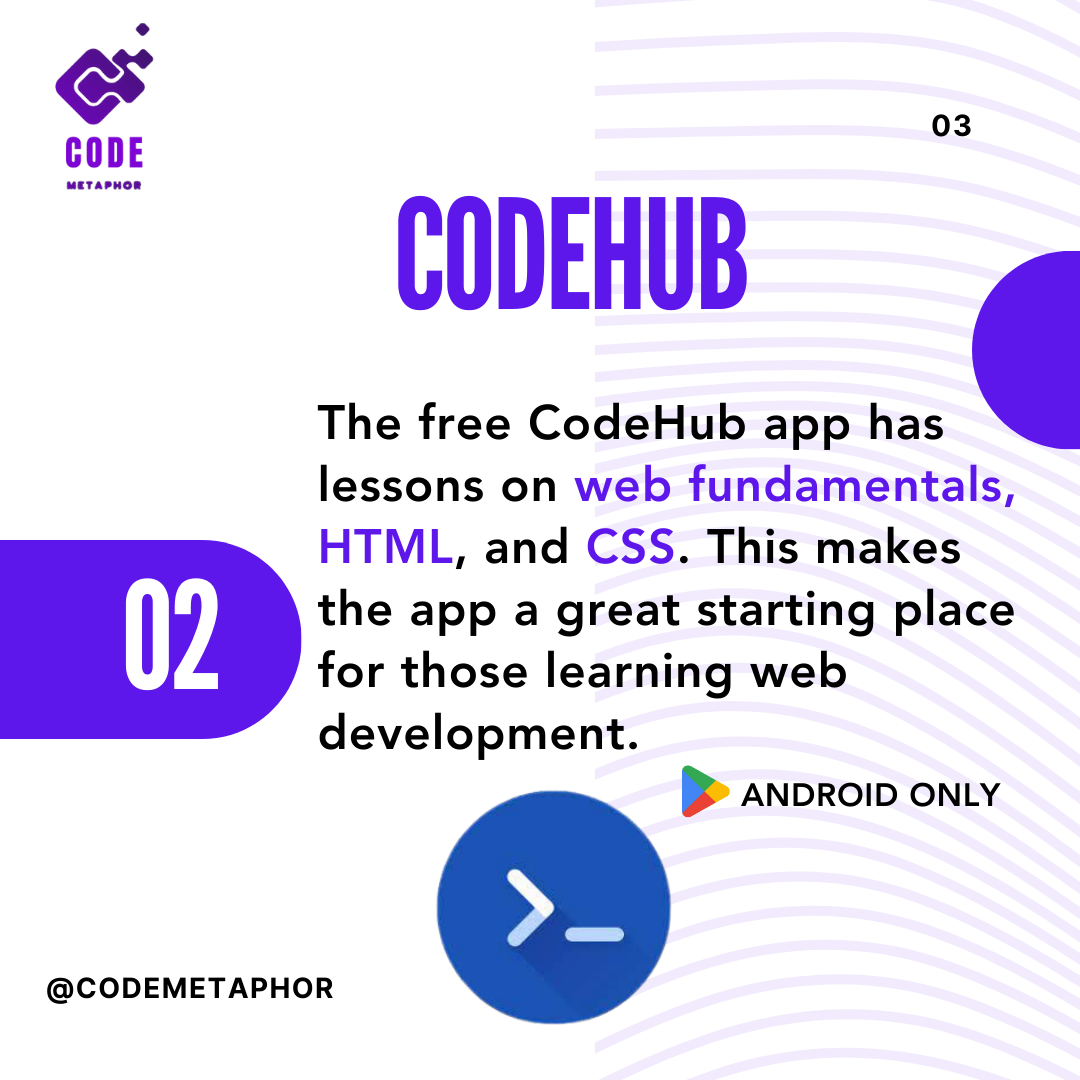 CODE
METAPHOR
03
CODEHUB
The free CodeHub app has
lessons on web fundamentals,
HTML, and CSS. This makes
the app a great starting place
for those learning web
development.
02
ANDROID ONLY
@CODEMETAPHOR